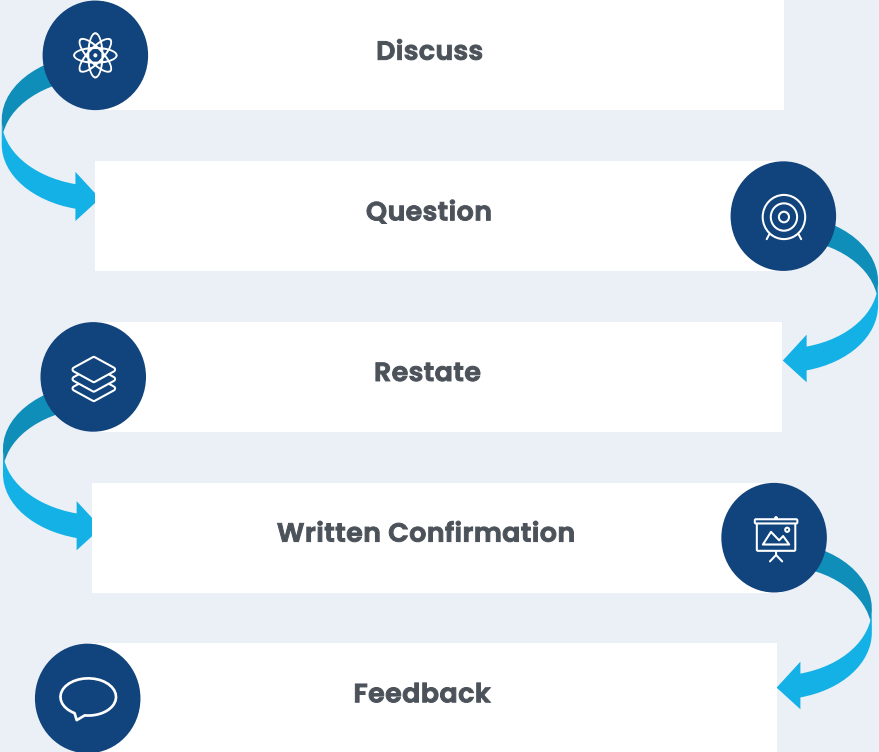 Discuss
Question
Restate
Written Confirmation
Feedback